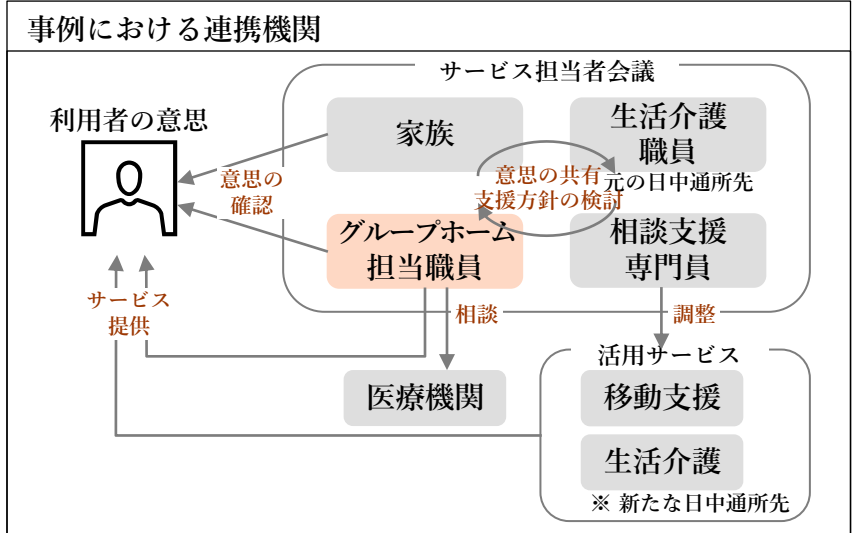 事例における連携機関
サービス担当者会議
利用者の意思
家族
生活介護
職員
元の日中通所先
意思の
確認
意思の共有
支援方針の検討
グループホーム
担当職員
相談支援
専門員
サービス
提供
相談
調整
活用サービス
医療機関
移動支援
生活介護
※ 新たな日中通所先